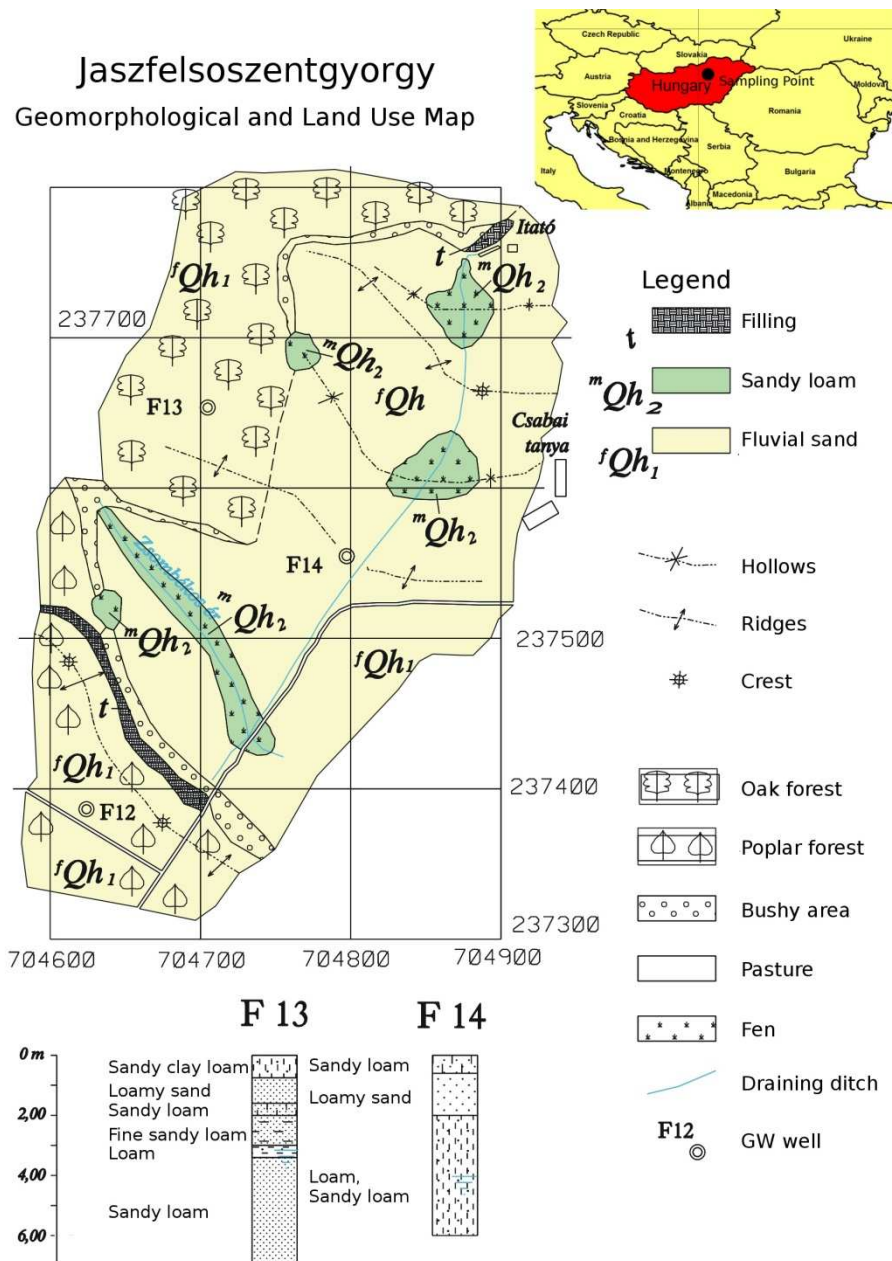 Jaszfelsoszentgyorgy
Geomorphological and Land Use Map
Czech Republic
Ukraine
Slovakia
Austria
Hungary
Sampling Point
Moldova
Slovenia
Croatia
Romania
Bosnia and Herzegovina
Serbia
Italy
Montenegro
Bulgaria
Macedonia
Albania
Itató
t
mQh2
fQh1
237700
mQh2
fQh
F13
Csabai
tanya
mQh2
F14
mQh2
mQh2
237500
fQh1
t
fQh1
237400
F12
fQh1
237300
704600
704700
704800
704900
Legend
t
Filling
mQh2
Sandy loam
fQh1
Fluvial sand
Hollows
Ridges
Crest
Oak forest
Poplar forest
Bushy area
Pasture
Fen
Draining ditch
F12
GW well
F 13
F 14
0 m
2,00
4,00
6,00
Sandy clay loam
Loamy sand
Sandy loam
Fine sandy loam
Loam
Sandy loam
Sandy loam
Loamy sand
Loam,
Sandy loam